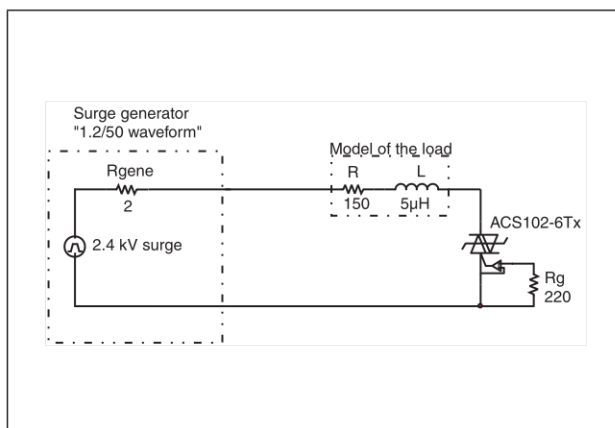 Surge generator
"1.2/50 waveform"
Model of the load
Rgene
R
L
2
150
5µH
ACS102-6Tx
2.4 kV surge
Rg
220